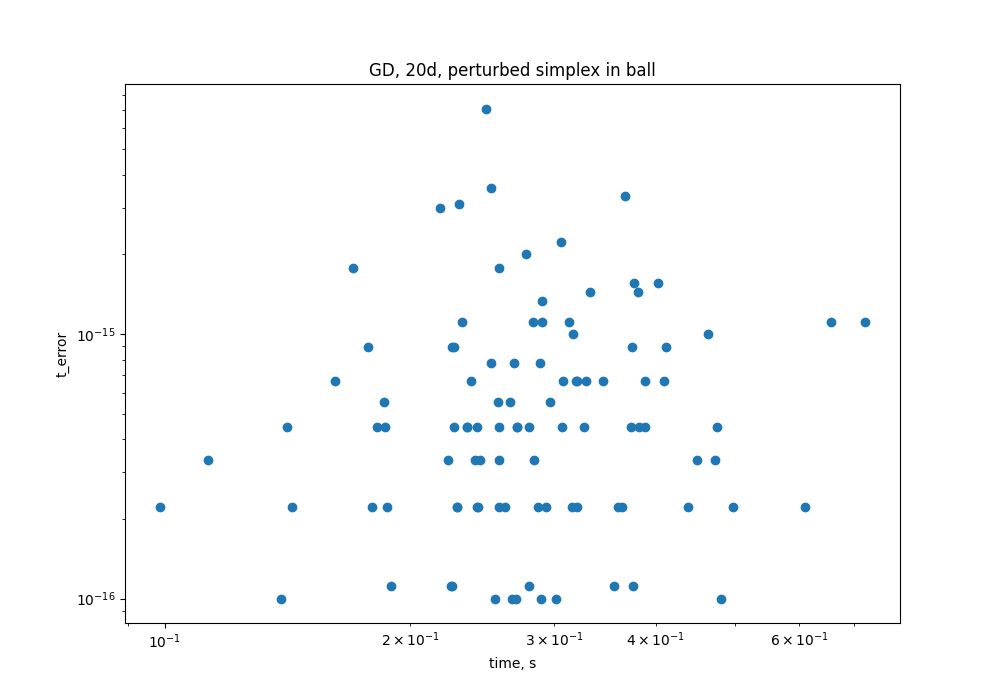 GD, 20d, perturbed simplex in ball
t_error
10⁻¹⁵
10⁻¹⁶
10⁻¹
2 × 10⁻¹
3 × 10⁻¹
4 × 10⁻¹
6 × 10⁻¹
time, s